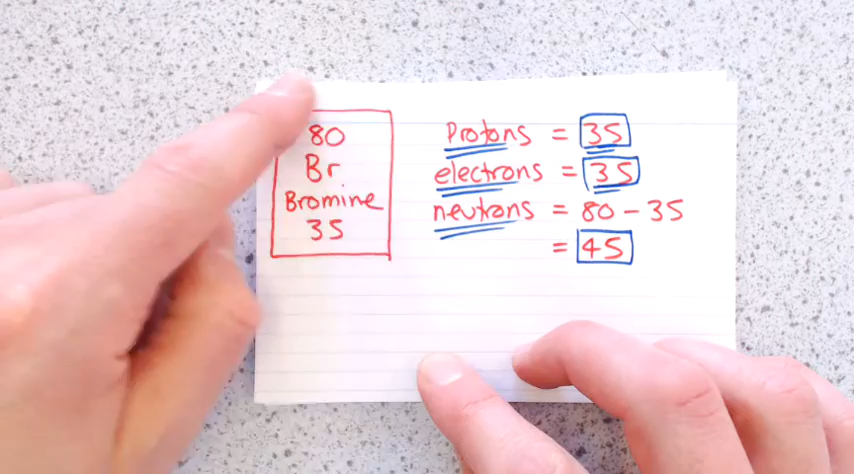 80
Br
Bromine
35
Protons = 35
electrons = 35
neutrons = 80 - 35
= 45